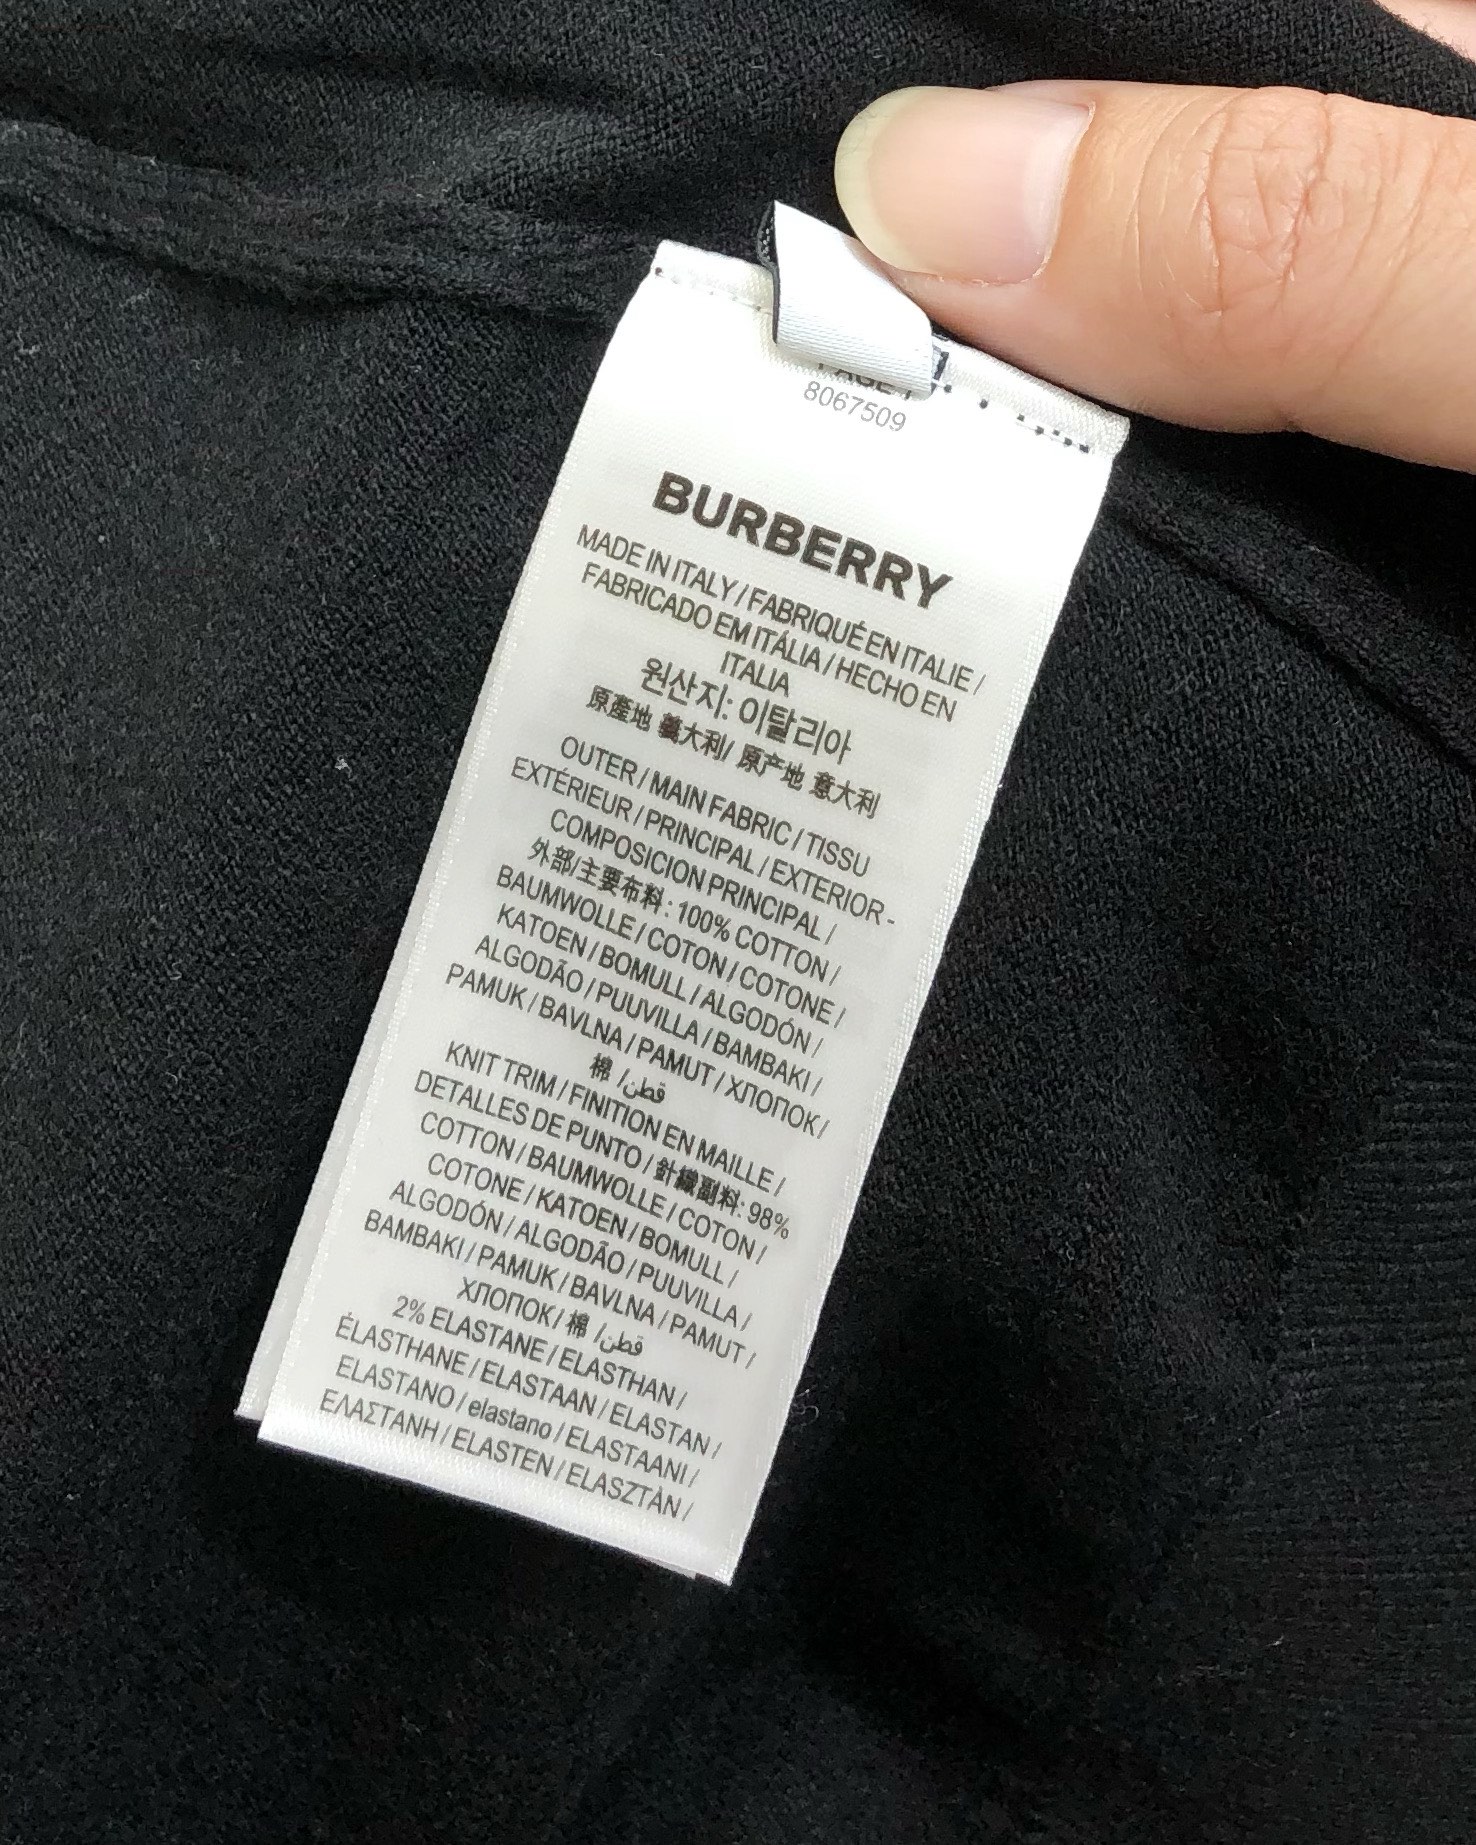 PAGE 1
8067509
BURBERRY
MADE IN ITALY / FABRIQUÉ EN ITALIE /
FABRICADO EM ITÁLIA / HECHO EN
ITALIA
원산지: 이탈리아
原產地 義大利/ 原产地 意大利
OUTER / MAIN FABRIC / TISSU
EXTÉRIEUR / PRINCIPAL / EXTERIOR -
COMPOSICION PRINCIPAL /
外部/主要布料 : 100% COTTON /
BAUMWOLLE / COTON / COTONE /
KATOEN / BOMULL / ALGODÓN /
ALGODÃO / PUUVILLA / BAMBAKI /
PAMUK / BAVLNA / PAMUT / ХЛОПОК /
棉 / قطن
KNIT TRIM / FINITION EN MAILLE /
DETALLES DE PUNTO / 針織副料: 98%
COTTON / BAUMWOLLE / COTON /
COTONE / KATOEN / BOMULL /
ALGODÓN / ALGODÃO / PUUVILLA /
BAMBAKI / PAMUK / BAVLNA / PAMUT /
ХЛОПОК / 棉 / قطن
2% ELASTANE / ELASTHAN /
ÉLASTHANE / ELASTAAN / ELASTAN /
ELASTANO / elastano / ELASTAANI /
ΕΛΑΣΤΑΝΗ / ELASTEN / ELASZTÁN /